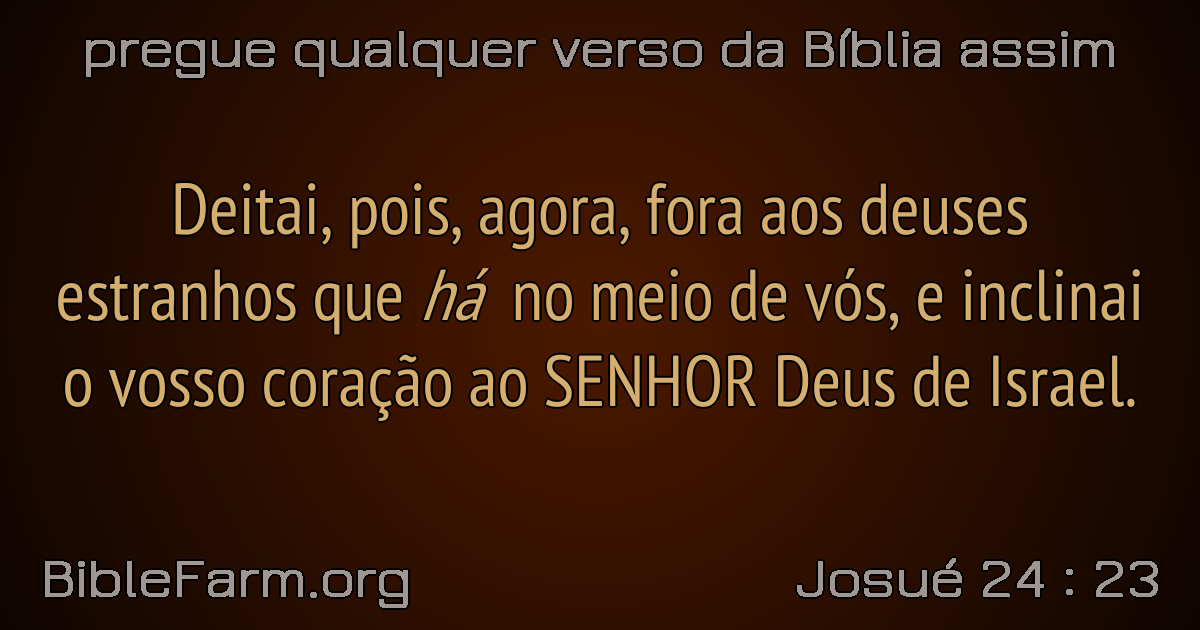 pregue qualquer verso da Bíblia assim
Deitai, pois, agora, fora aos deuses
estranhos que há no meio de vós, e inclinai
o vosso coração ao SENHOR Deus de Israel.
BibleFarm.org
Josué 24 : 23